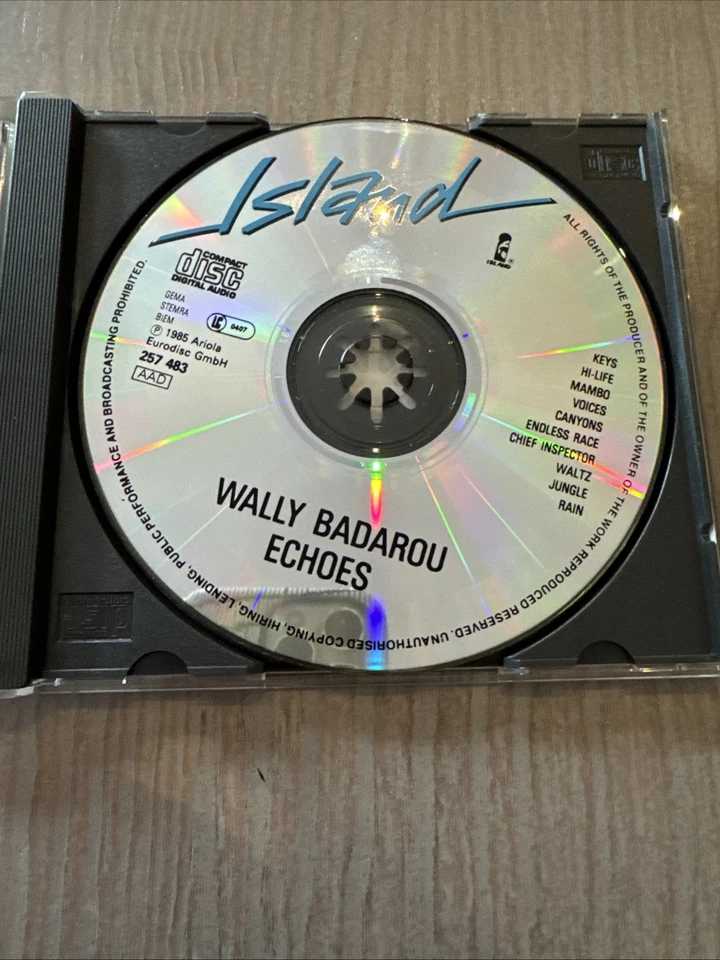 Island
ISLAND
COMPACT
disc
DIGITAL AUDIO
GEMA
STEMRA
BIEM
LC 0407
℗ 1985 Ariola
Eurodisc GmbH
257 483
AAD
KEYS
HI-LIFE
MAMBO
VOICES
CANYONS
ENDLESS RACE
CHIEF INSPECTOR
WALTZ
JUNGLE
RAIN
WALLY BADAROU
ECHOES
ALL RIGHTS OF THE PRODUCER AND OF THE OWNER OF THE WORK REPRODUCED RESERVED. UNAUTHORISED COPYING, HIRING, LENDING, PUBLIC PERFORMANCE AND BROADCASTING PROHIBITED.
disc